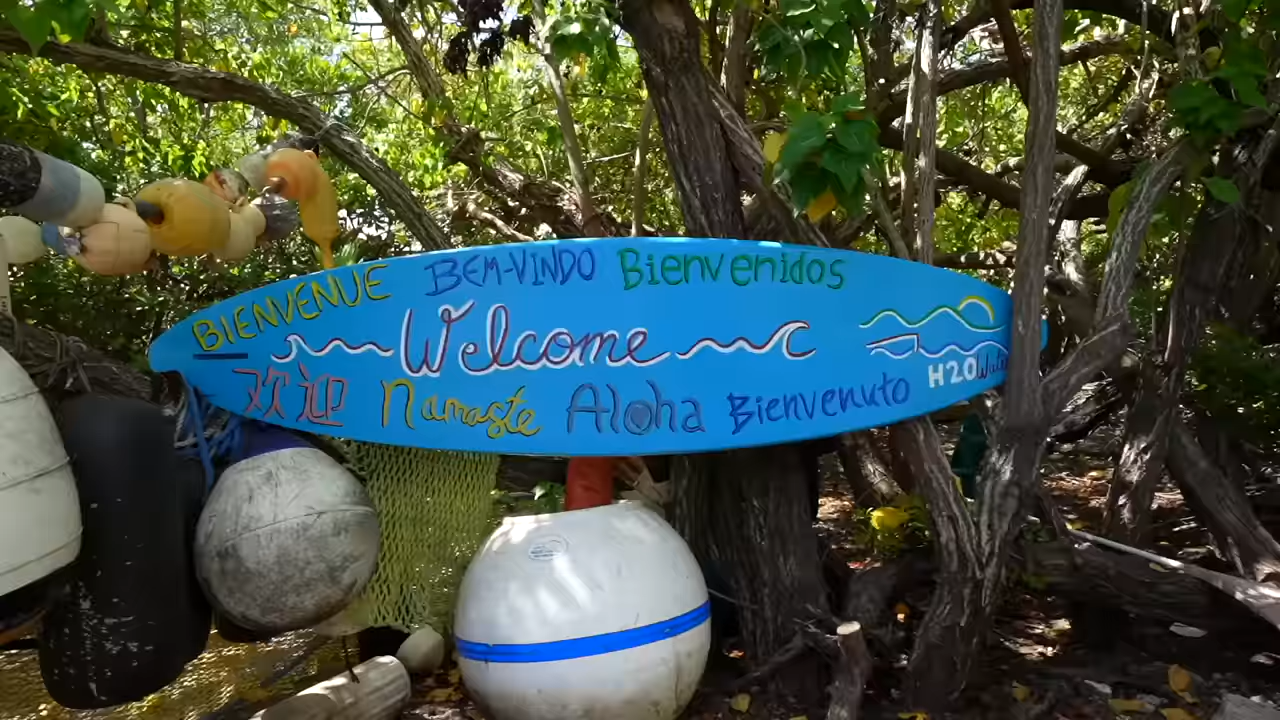 BIENVENUE BEM-VINDO Bienvenidos
Welcome
欢迎 Namaste Aloha Bienvenuto
H2O